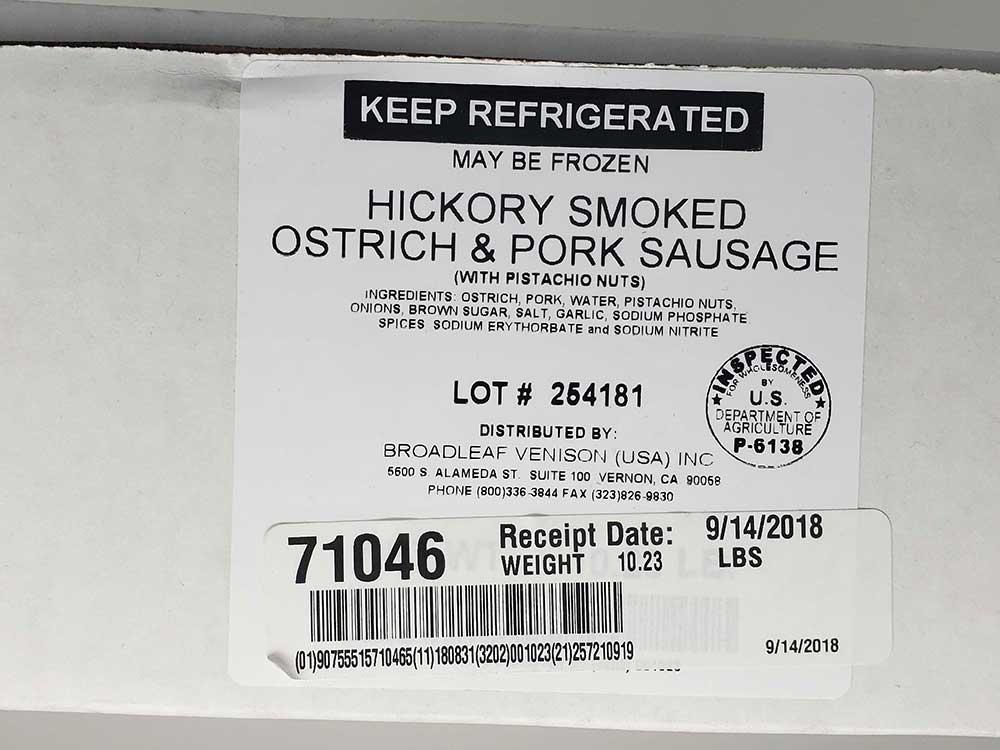 KEEP REFRIGERATED
MAY BE FROZEN
HICKORY SMOKED
OSTRICH & PORK SAUSAGE
(WITH PISTACHIO NUTS)
INGREDIENTS: OSTRICH, PORK, WATER, PISTACHIO NUTS,
ONIONS, BROWN SUGAR, SALT, GARLIC, SODIUM PHOSPHATE
SPICES SODIUM ERYTHORBATE and SODIUM NITRITE
LOT # 254181
INSPECTED
FOR WHOLESOMENESS
BY
U.S.
DEPARTMENT OF
AGRICULTURE
P-6138
DISTRIBUTED BY:
BROADLEAF VENISON (USA) INC
5600 S. ALAMEDA ST. SUITE 100 VERNON, CA 90058
PHONE (800)336-3844 FAX (323)826-9830
71046
Receipt Date: 9/14/2018
WEIGHT 10.23 LBS
(01)90755515710465(11)180831(3202)001023(21)257210919
9/14/2018